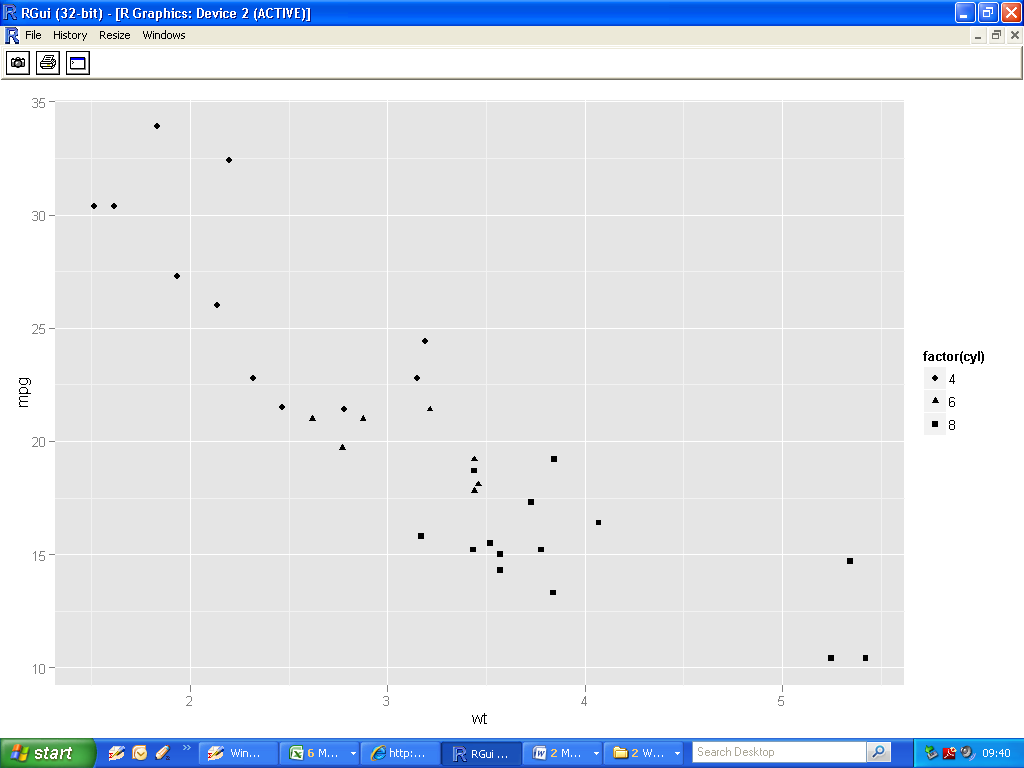 RGui (32-bit) - [R Graphics: Device 2 (ACTIVE)]
File History Resize Windows
35
30
25
20
15
10
mpg
2 3 4 5
wt
factor(cyl)
4
6
8
start
Win...
6 M...
http:...
RGui ...
2 M...
2 W...
Search Desktop
09:40